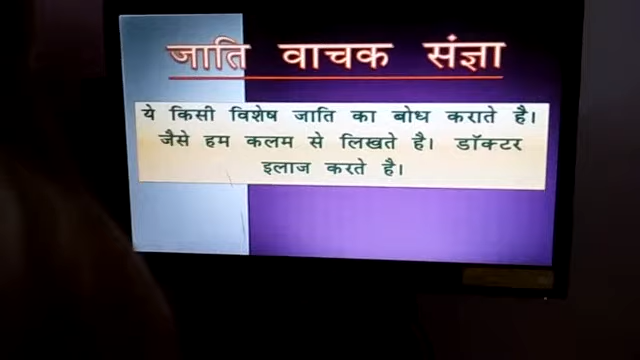 जाति वाचक संज्ञा
ये किसी विशेष जाति का बोध कराते है।
जैसे हम कलम से लिखते है। डॉक्टर
इलाज करते है।